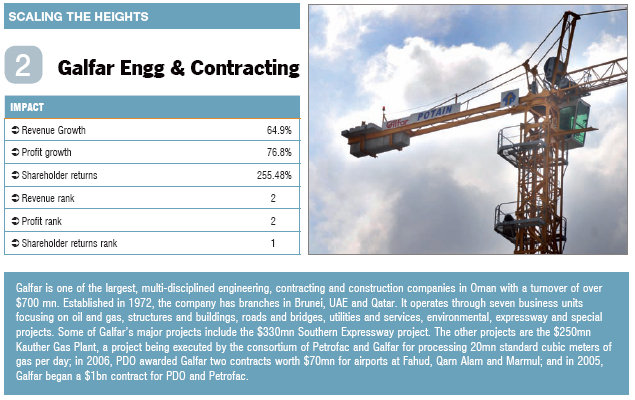 SCALING THE HEIGHTS
2
Galfar Engg & Contracting
IMPACT
➲ Revenue Growth 64.9%
➲ Profit growth 76.8%
➲ Shareholder returns 255.48%
➲ Revenue rank 2
➲ Profit rank 2
➲ Shareholder returns rank 1
Galfar POTAIN
Galfar is one of the largest, multi-disciplined engineering, contracting and construction companies in Oman with a turnover of over
$700 mn. Established in 1972, the company has branches in Brunei, UAE and Qatar. It operates through seven business units
focusing on oil and gas, structures and buildings, roads and bridges, utilities and services, environmental, expressway and special
projects. Some of Galfar's major projects include the $330mn Southern Expressway project. The other projects are the $250mn
Kauther Gas Plant, a project being executed by the consortium of Petrofac and Galfar for processing 20mn standard cubic meters of
gas per day; in 2006, PDO awarded Galfar two contracts worth $70mn for airports at Fahud, Qarn Alam and Marmul; and in 2005,
Galfar began a $1bn contract for PDO and Petrofac.